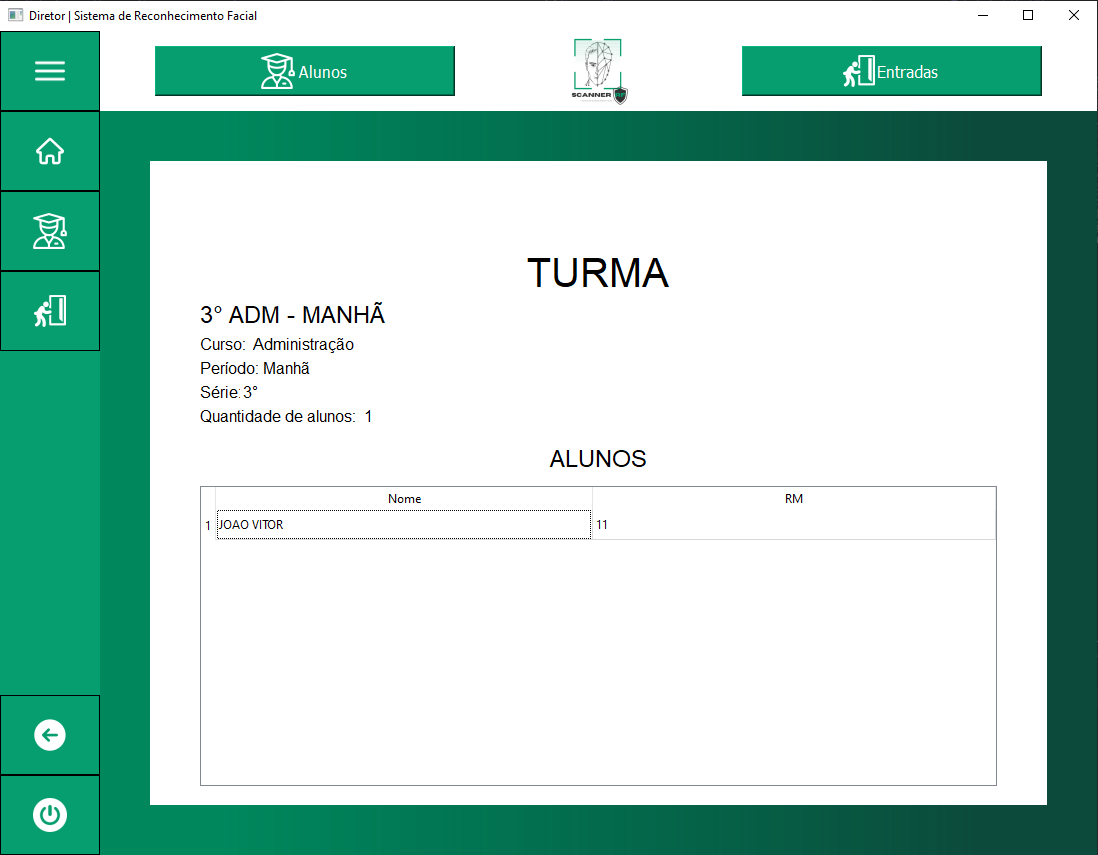 Diretor | Sistema de Reconhecimento Facial
Alunos
SCANNER
Entradas
TURMA
3° ADM - MANHÃ
Curso: Administração
Período: Manhã
Série: 3°
Quantidade de alunos: 1
ALUNOS
Nome RM
1 JOAO VITOR 11